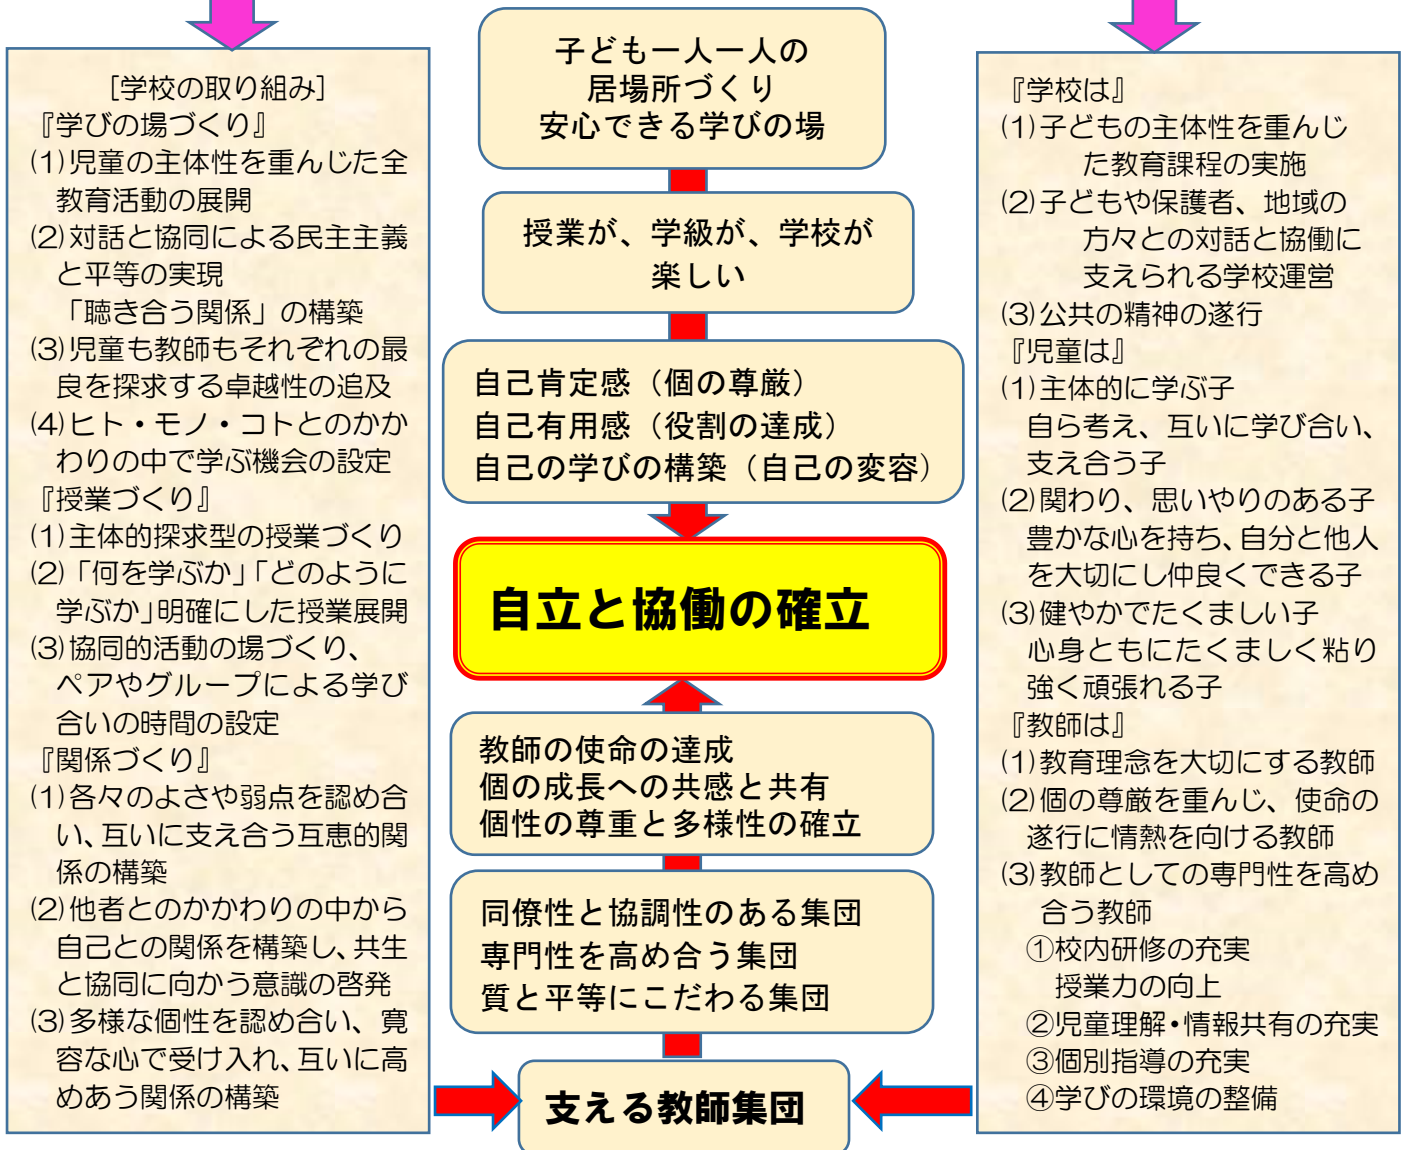 [学校の取り組み]
『学びの場づくり』
(1)児童の主体性を重んじた全
教育活動の展開
(2)対話と協同による民主主義
と平等の実現
「聴き合う関係」の構築
(3)児童も教師もそれぞれの最
良を探求する卓越性の追及
(4)ヒト・モノ・コトとのかか
わりの中で学ぶ機会の設定
『授業づくり』
(1)主体的探求型の授業づくり
(2)「何を学ぶか」「どのように
学ぶか」明確にした授業展開
(3)協同的活動の場づくり、
ペアやグループによる学び
合いの時間の設定
『関係づくり』
(1)各々のよさや弱点を認め合
い、互いに支え合う互恵的関
係の構築
(2)他者とのかかわりの中から
自己との関係を構築し、共生
と協同に向かう意識の啓発
(3)多様な個性を認め合い、寛
容な心で受け入れ、互いに高
めあう関係の構築
子ども一人一人の
居場所づくり
安心できる学びの場
授業が、学級が、学校が
楽しい
自己肯定感（個の尊厳）
自己有用感（役割の達成）
自己の学びの構築（自己の変容）
自立と協働の確立
教師の使命の達成
個の成長への共感と共有
個性の尊重と多様性の確立
同僚性と協調性のある集団
専門性を高め合う集団
質と平等にこだわる集団
支える教師集団
『学校は』
(1)子どもの主体性を重んじ
た教育課程の実施
(2)子どもや保護者、地域の
方々との対話と協働に
支えられる学校運営
(3)公共の精神の遂行
『児童は』
(1)主体的に学ぶ子
自ら考え、互いに学び合い、
支え合う子
(2)関わり、思いやりのある子
豊かな心を持ち、自分と他人
を大切にし仲良くできる子
(3)健やかでたくましい子
心身ともにたくましく粘り
強く頑張れる子
『教師は』
(1)教育理念を大切にする教師
(2)個の尊厳を重んじ、使命の
遂行に情熱を向ける教師
(3)教師としての専門性を高め
合う教師
①校内研修の充実
授業力の向上
②児童理解・情報共有の充実
③個別指導の充実
④学びの環境の整備